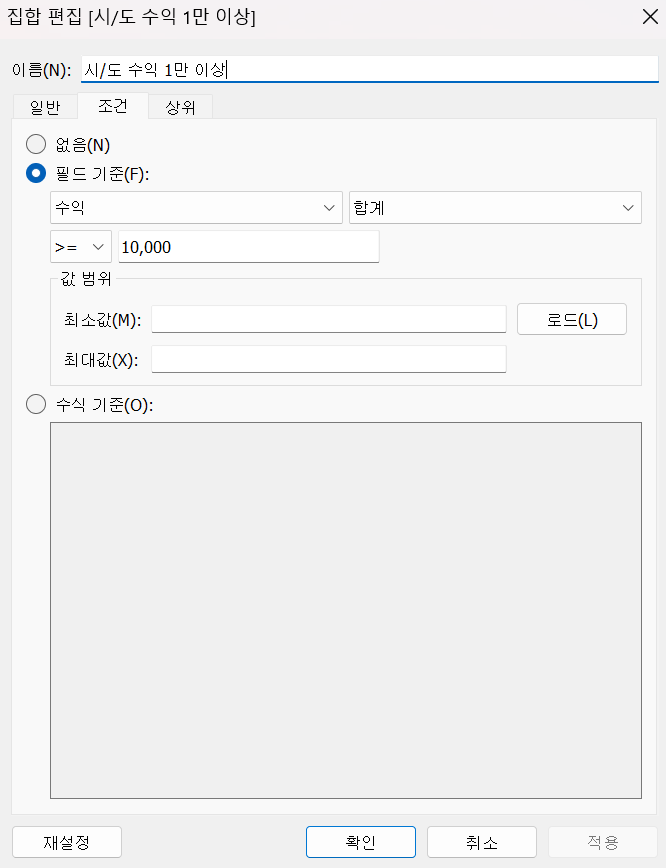 집합 편집 [시/도 수익 1만 이상]
이름(N): 시/도 수익 1만 이상
일반 조건 상위
없음(N)
필드 기준(F):
수익 합계
>= 10,000
값 범위
최소값(M): 로드(L)
최대값(X):
수식 기준(O):
재설정 확인 취소 적용